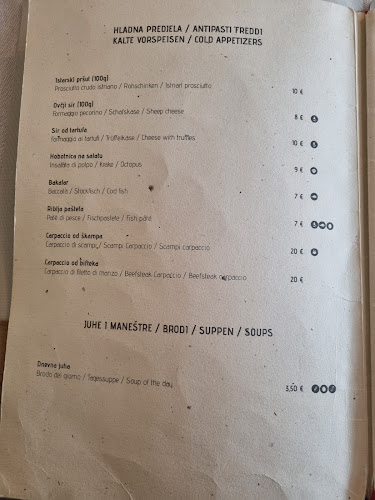 HLADNA PREDJELA / ANTIPASTI FREDDI
KALTE VORSPEISEN / COLD APPETIZERS
Istarski pršut (100g)
Prosciutto crudo istriano / Rohschinken / Istrian prosciutto 10 €
Ovčji sir (100g)
Formaggio pecorino / Schafskäse / Sheep cheese 8 €
Sir od tartufa
Formaggio ai tartufi / Trüffelkäse / Cheese with truffles 10 €
Hobotnica na salatu
Insalata di polpo / Krake / Octopus 9 €
Bakalar
Baccalà / Stockfisch / Cod fish 7 €
Riblja pašteta
Patè di pesce / Fischpastete / Fish pâté 7 €
Carpaccio od škampa
Carpaccio di scampi / Scampi Carpaccio / Scampi carpaccio 20 €
Carpaccio od bifteka
Carpaccio di filetto di manzo / Beefsteak Carpaccio / Beefsteak carpaccio 20 €
JUHE I MANEŠTRE / BRODI / SUPPEN / SOUPS
Dnevna juha
Brodo del giorno / Tagessuppe / Soup of the day 3,50 €